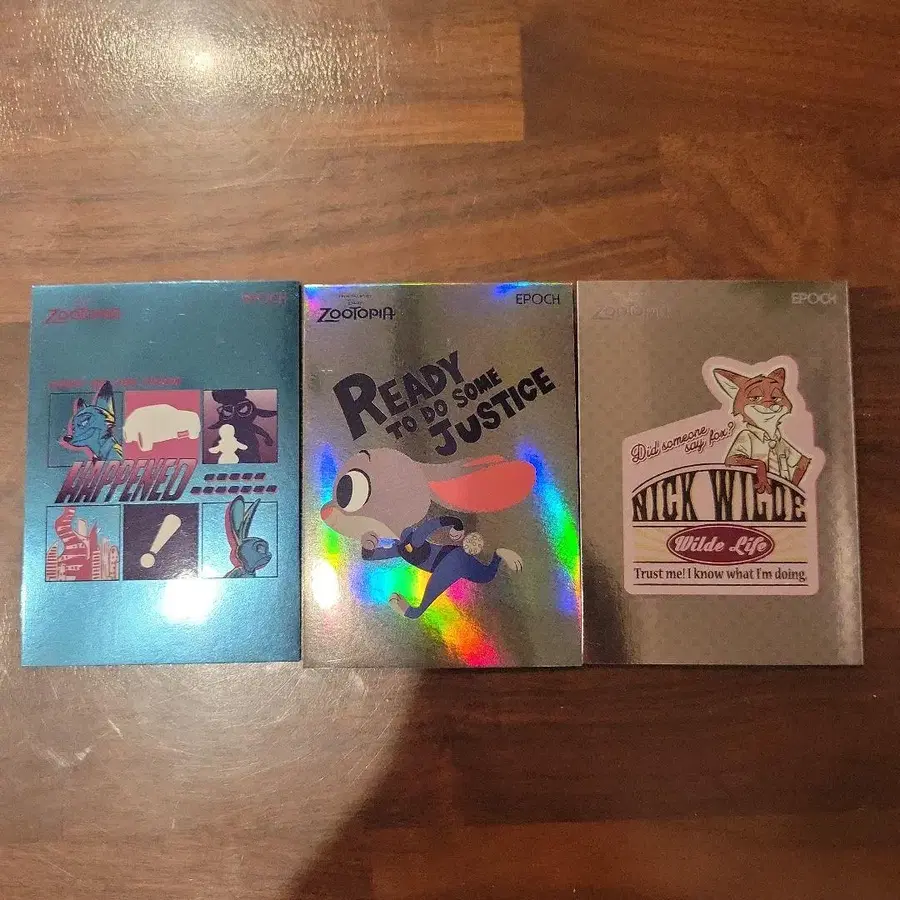 ZOOTOPIA
EPOCH
HAPPENED
ZOOTOPIA
EPOCH
READY
TO DO SOME
JUSTICE
ZOOTOPIA
EPOCH
Did someone
say, fox?
NICK WILDE
Wilde Life
Trust me! I know what I'm doing.